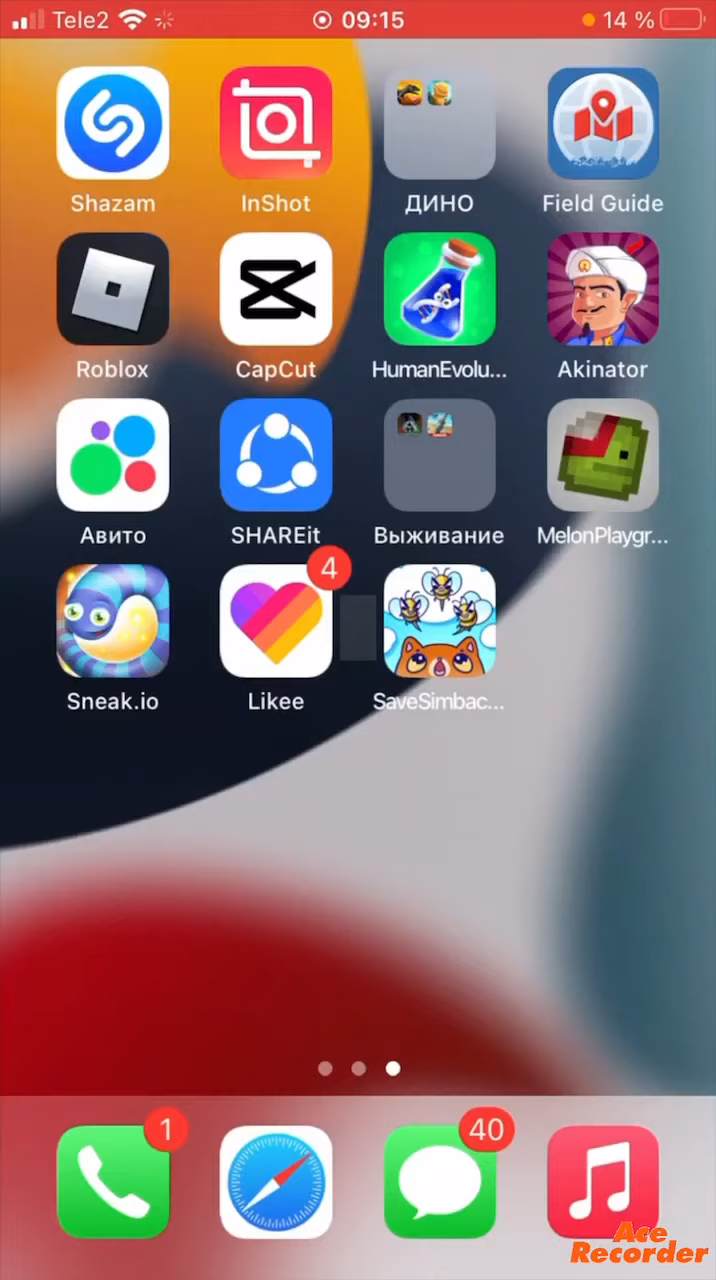 Tele2 09:15 14 %
Shazam InShot ДИНО Field Guide
Roblox CapCut HumanEvolu... Akinator
Авито SHAREit Выживание MelonPlaygr...
4
Sneak.io Likee SaveSimbac...
1 40
Ace
Recorder